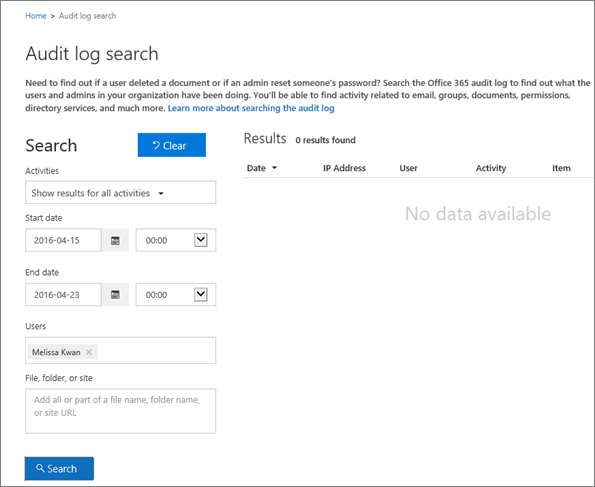 Home > Audit log search
Audit log search
Need to find out if a user deleted a document or if an admin reset someone's password? Search the Office 365 audit log to find out what the
users and admins in your organization have been doing. You'll be able to find activity related to email, groups, documents, permissions,
directory services, and much more. Learn more about searching the audit log
Search
Clear
Activities
Show results for all activities
Start date
2016-04-15
00:00
End date
2016-04-23
00:00
Users
Melissa Kwan ×
File, folder, or site
Add all or part of a file name, folder name,
or site URL
Search
Results 0 results found
Date IP Address User Activity Item
No data available